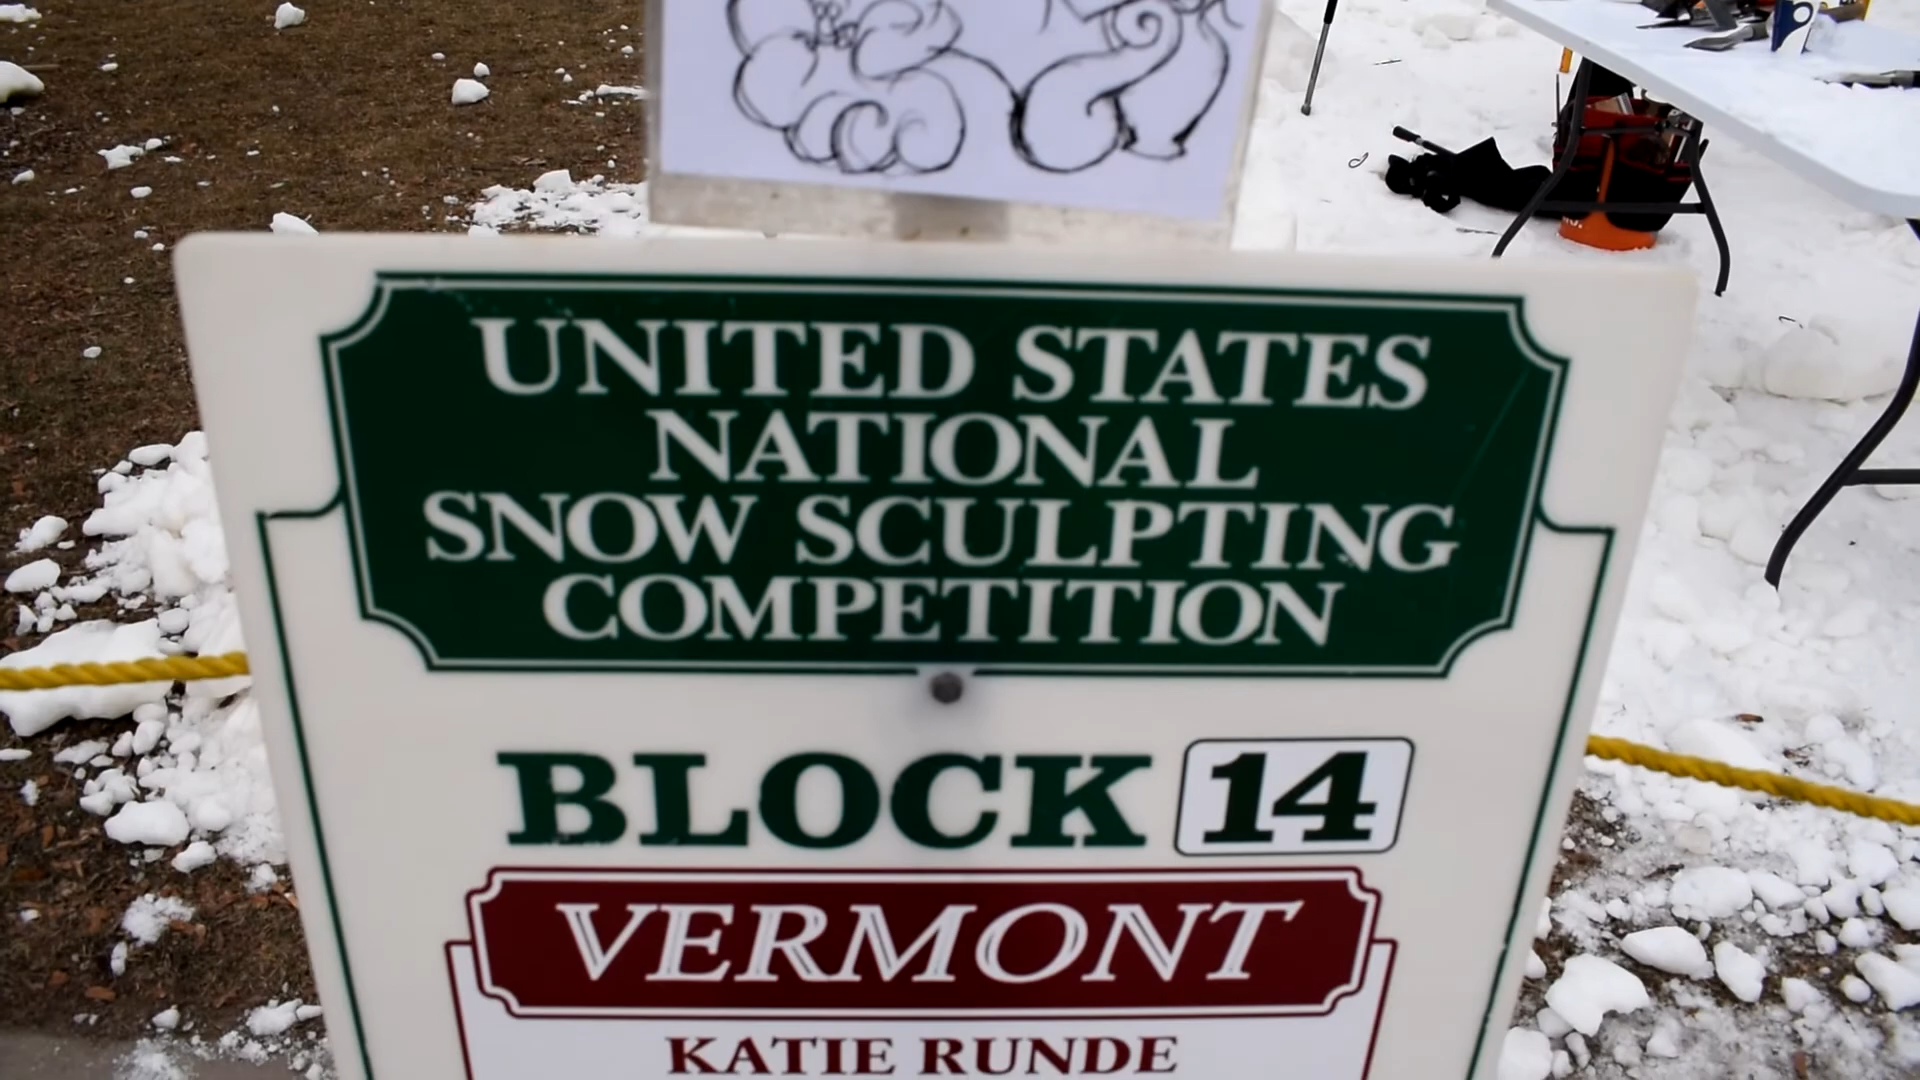 UNITED STATES
NATIONAL
SNOW SCULPTING
COMPETITION
BLOCK 14
VERMONT
KATIE RUNDE